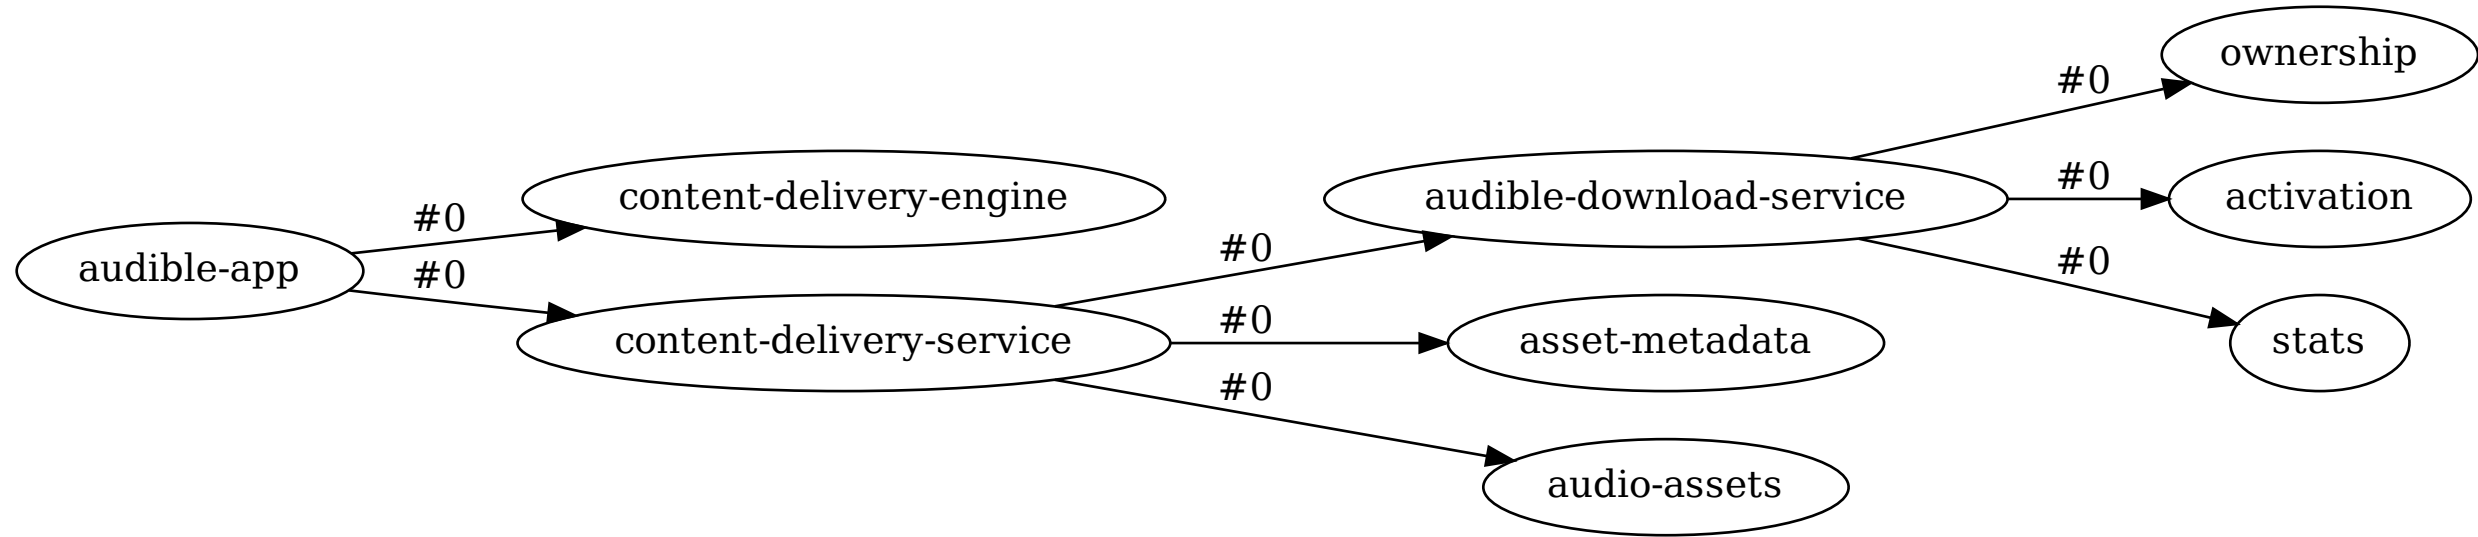 audible-app
#0
#0
content-delivery-engine
content-delivery-service
#0
#0
#0
audible-download-service
asset-metadata
audio-assets
#0
#0
#0
ownership
activation
stats